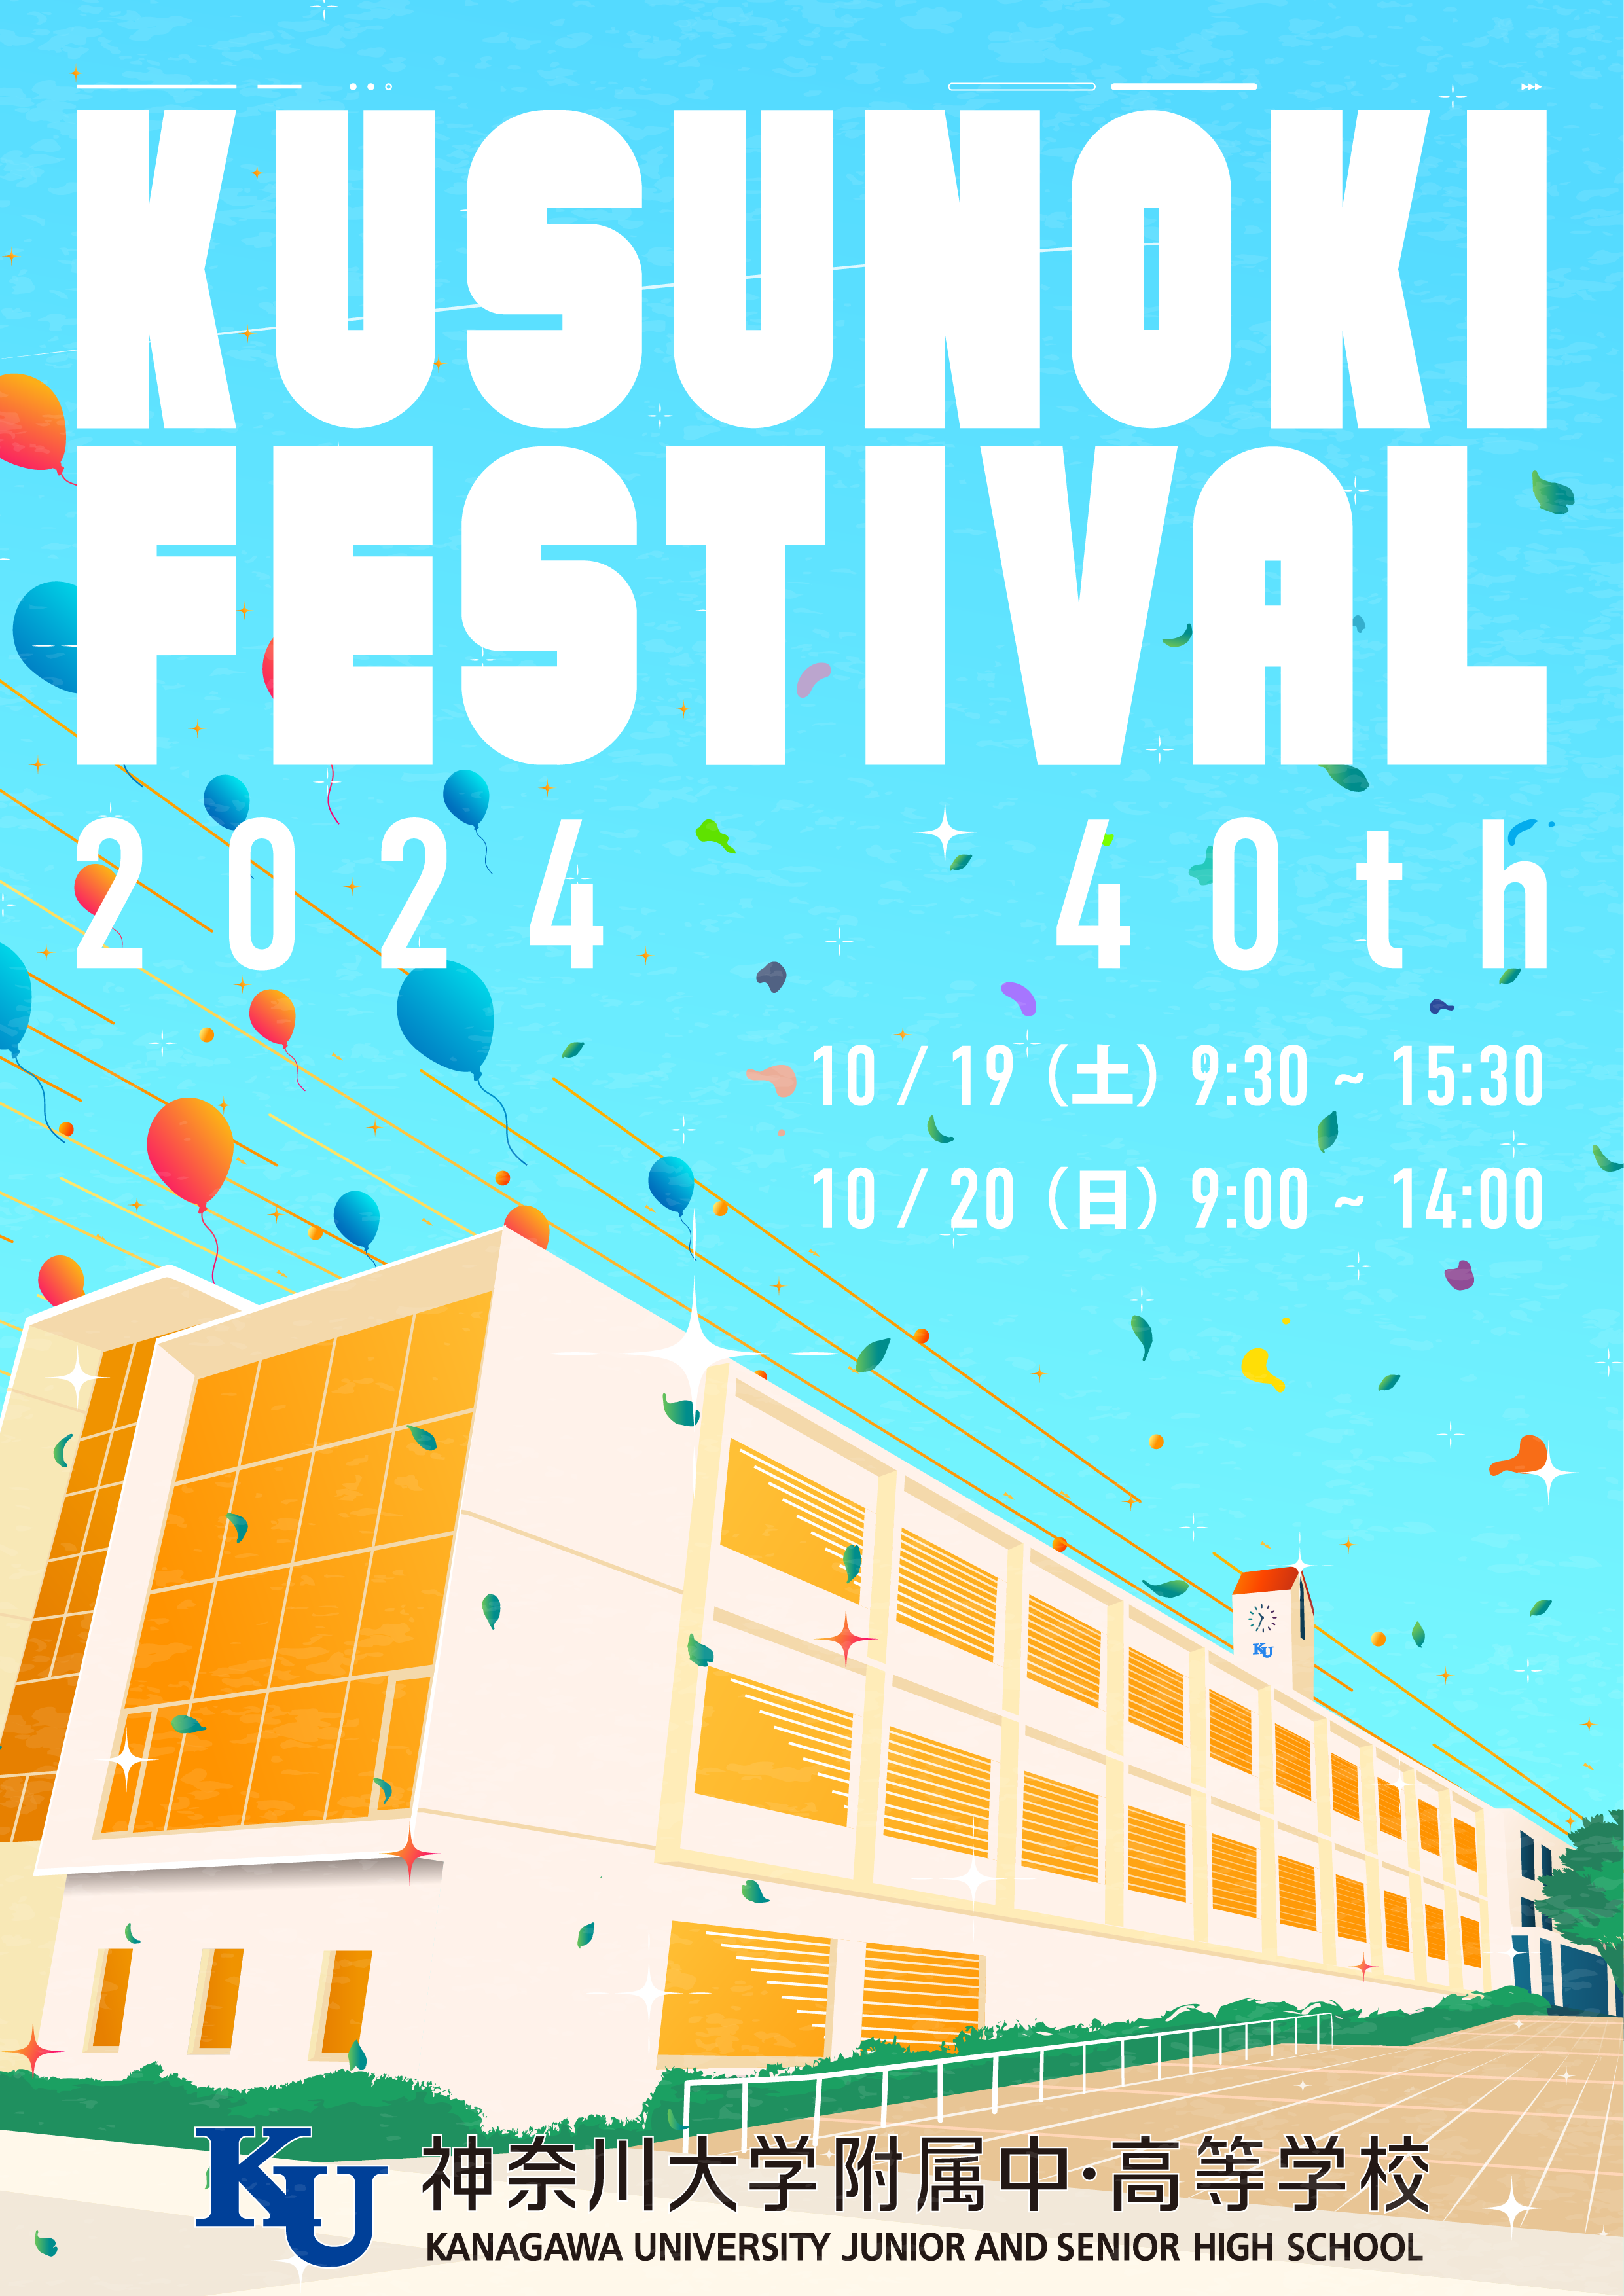 KUSUNOKI
FESTIVAL
2024 40th
10 / 19（土）9:30 ~ 15:30
10 / 20（日）9:00 ~ 14:00
KU
KU 神奈川大学附属中・高等学校
KANAGAWA UNIVERSITY JUNIOR AND SENIOR HIGH SCHOOL